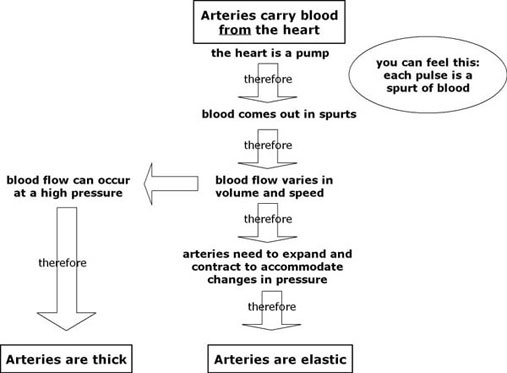 Arteries carry blood
from the heart
the heart is a pump
therefore
you can feel this:
each pulse is a
spurt of blood
blood comes out in spurts
therefore
blood flow can occur
at a high pressure
blood flow varies in
volume and speed
therefore
arteries need to expand and
contract to accommodate
changes in pressure
therefore
therefore
Arteries are thick
Arteries are elastic